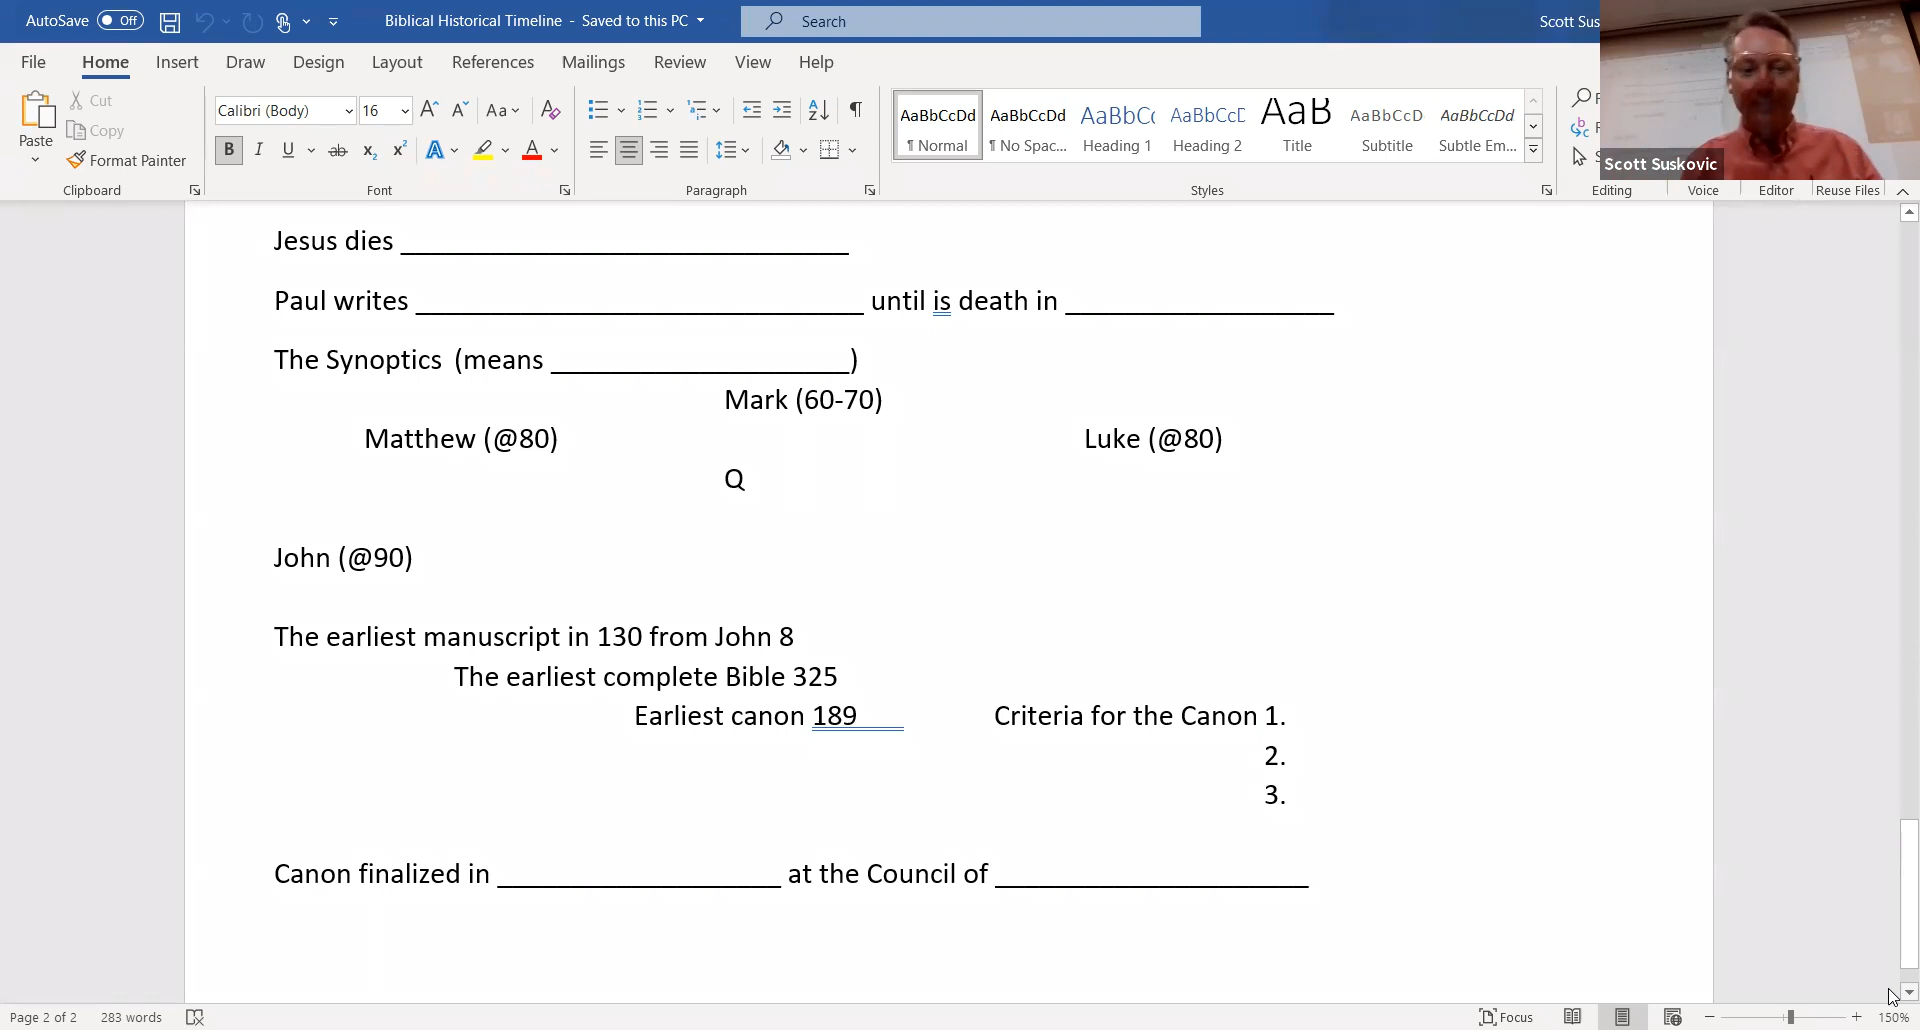 AutoSave Off Biblical Historical Timeline - Saved to this PC Search Scott Sus
File Home Insert Draw Design Layout References Mailings Review View Help
Paste Cut Copy Format Painter
Calibri (Body) 16
AaBbCcDd AaBbCcDd AaBbCc AaBbCcD AaB AaBbCcD AaBbCcDd
¶ Normal ¶ No Spac... Heading 1 Heading 2 Title Subtitle Subtle Em...
Scott Suskovic
Clipboard Font Paragraph Styles Editing Voice Editor Reuse Files
Jesus dies ______________________________
Paul writes ______________________________ until is death in __________________
The Synoptics (means ____________________)
Mark (60-70)
Matthew (@80) Luke (@80)
Q
John (@90)
The earliest manuscript in 130 from John 8
The earliest complete Bible 325
Earliest canon 189 Criteria for the Canon 1.
2.
3.
Canon finalized in ___________________ at the Council of _____________________
Page 2 of 2 283 words Focus 150%